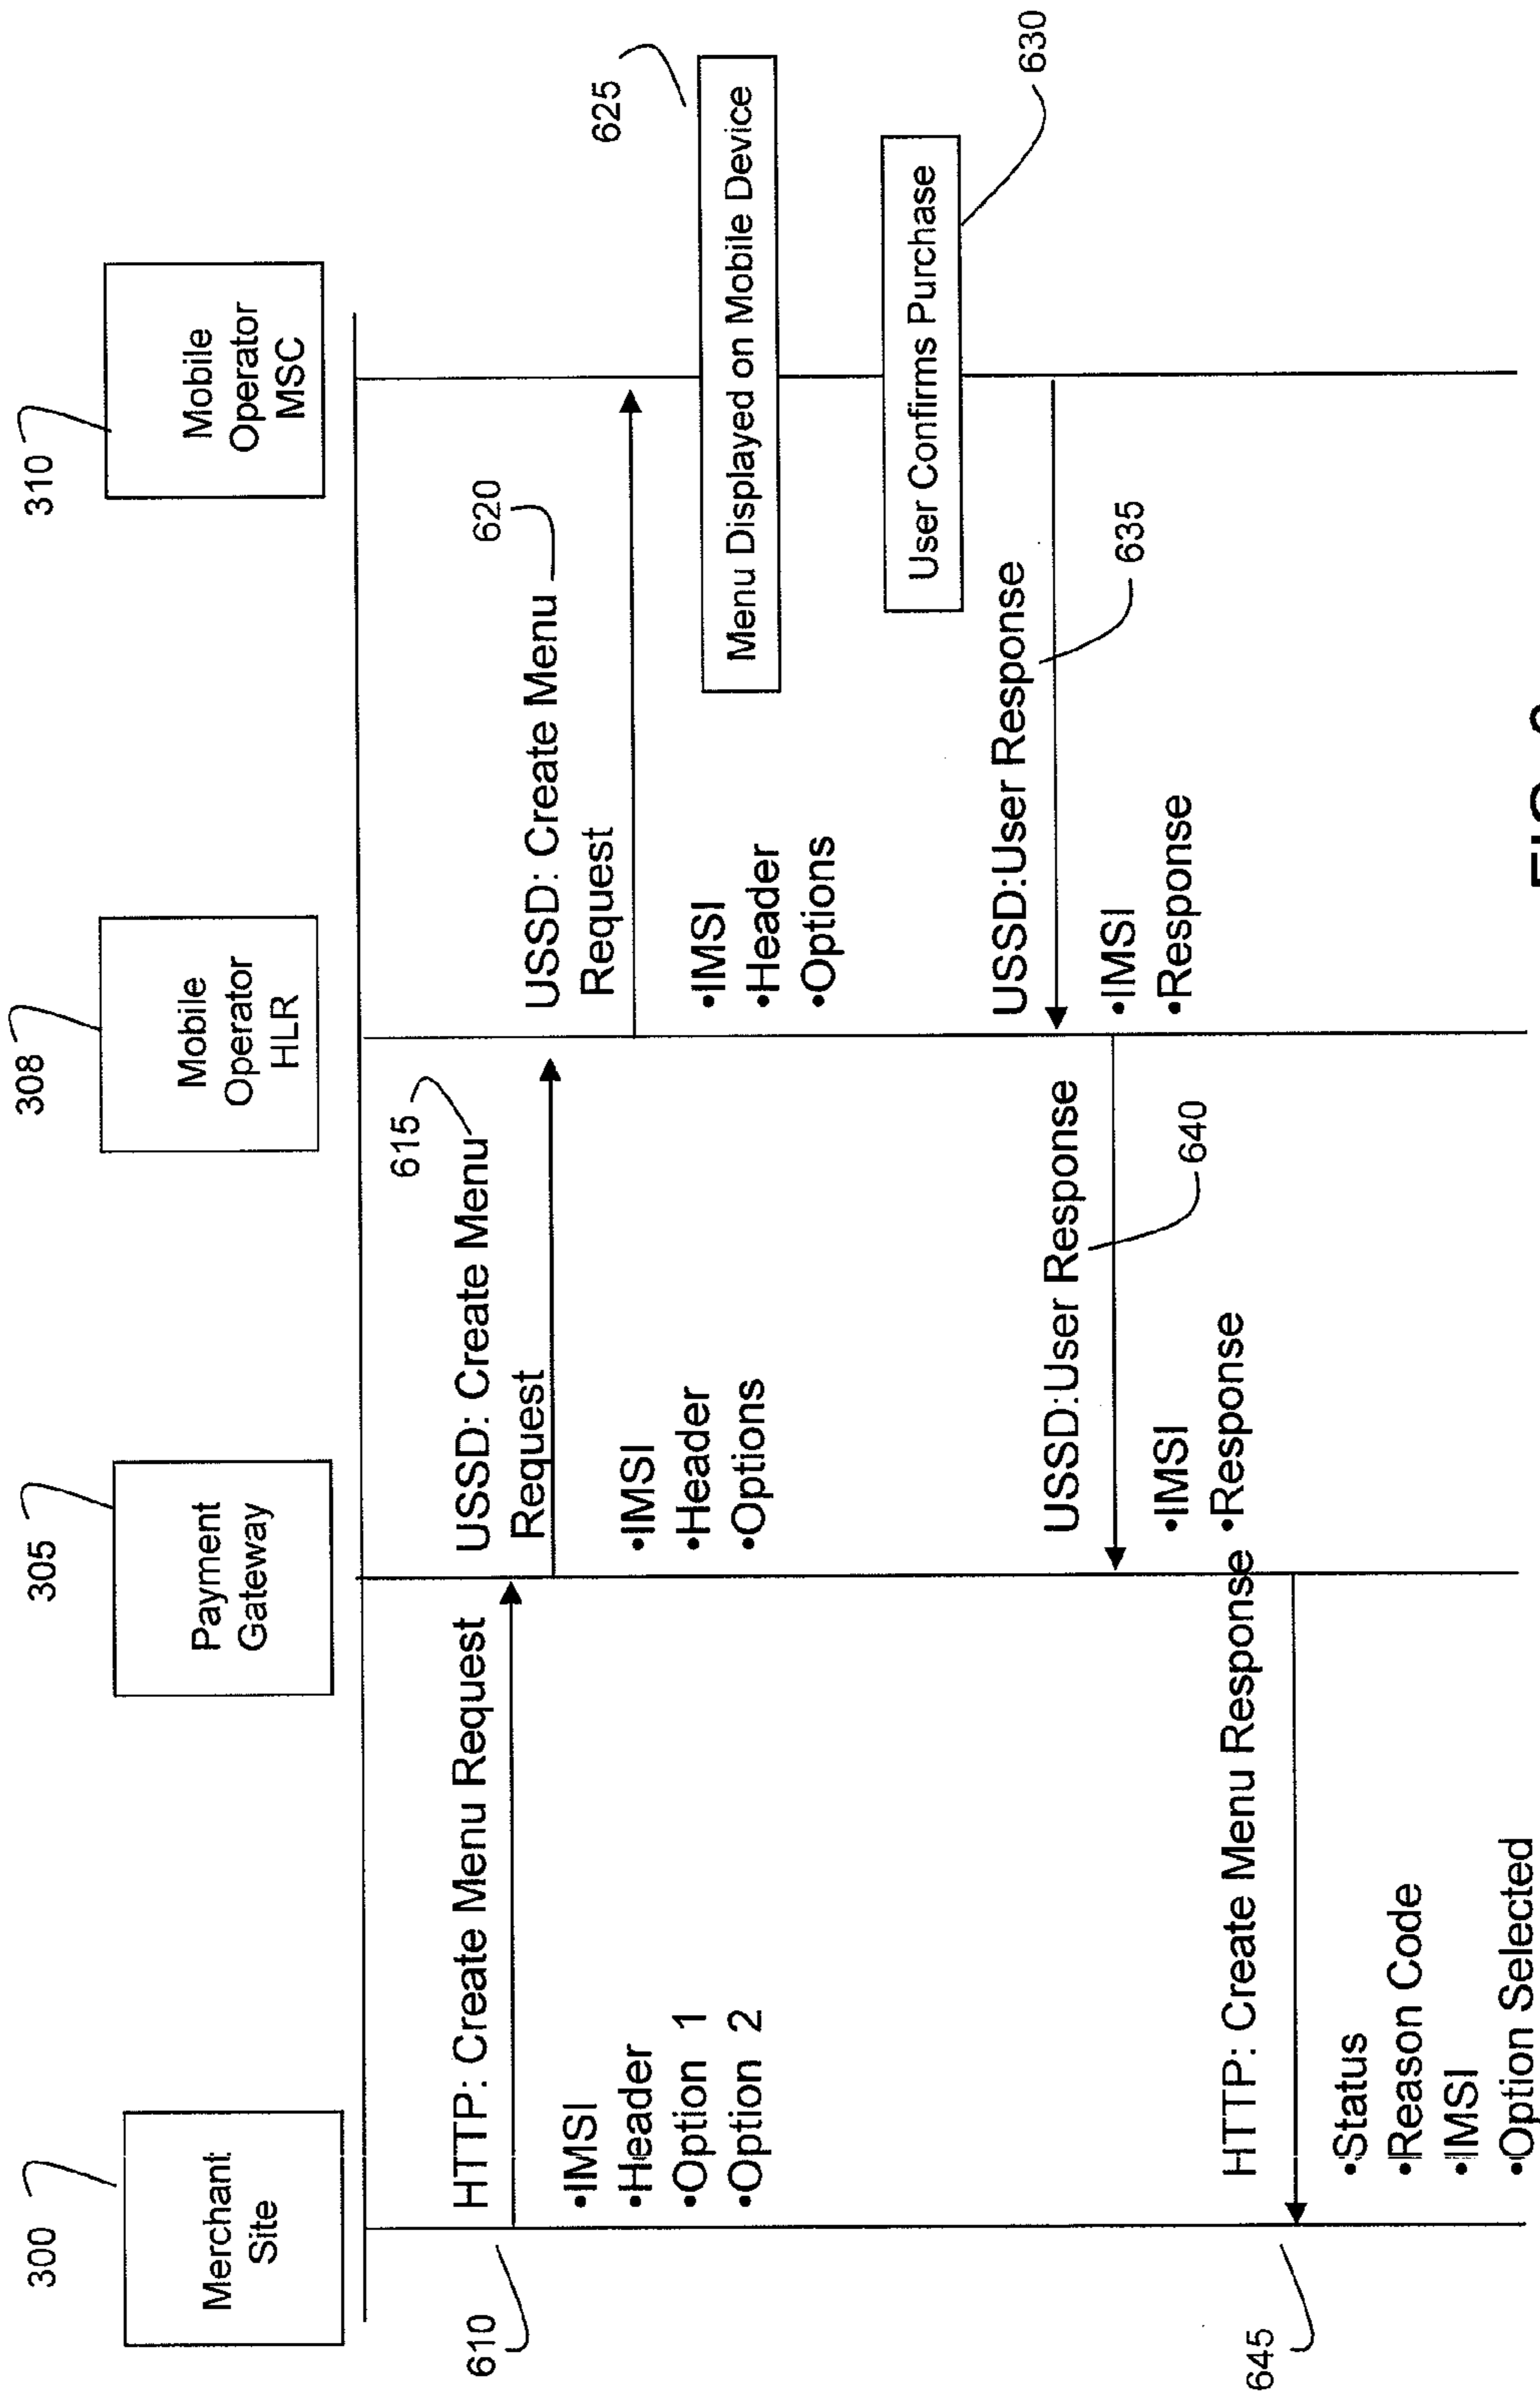 300
305
308
310
Merchant
Site
Payment
Gateway
Mobile
Operator
HLR
Mobile
Operator
MSC
610
HTTP: Create Menu Request
•IMSI
•Header
•Option 1
•Option 2
615
USSD: Create Menu
Request
•IMSI
•Header
•Options
620
USSD: Create Menu
Request
•IMSI
•Header
•Options
625
Menu Displayed on Mobile Device
User Confirms Purchase
630
USSD:User Response
635
•IMSI
•Response
USSD:User Response
640
•IMSI
•Response
645
HTTP: Create Menu Response
•Status
•Reason Code
•IMSI
•Option Selected